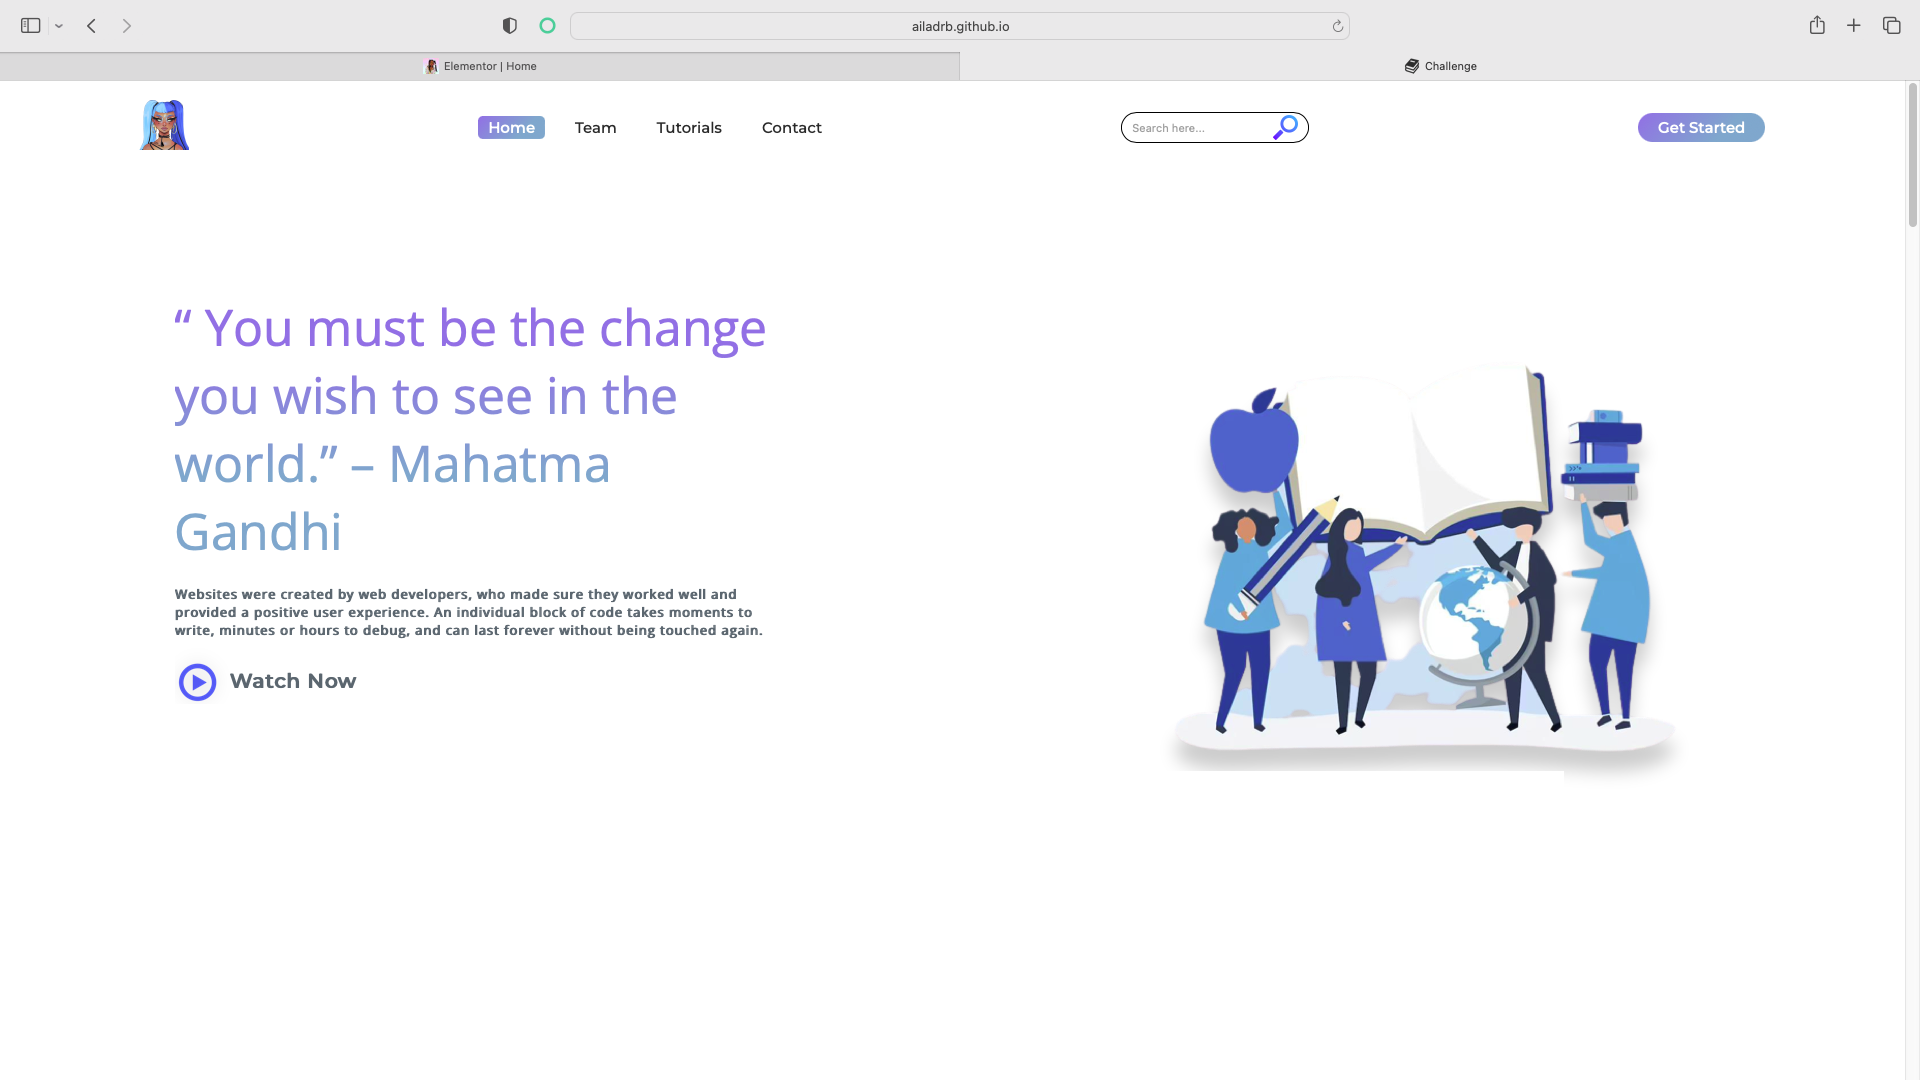 ailadrb.github.io
Elementor | Home
Challenge
Home
Team
Tutorials
Contact
Search here...
Get Started
“ You must be the change
you wish to see in the
world.” – Mahatma
Gandhi
Websites were created by web developers, who made sure they worked well and
provided a positive user experience. An individual block of code takes moments to
write, minutes or hours to debug, and can last forever without being touched again.
Watch Now